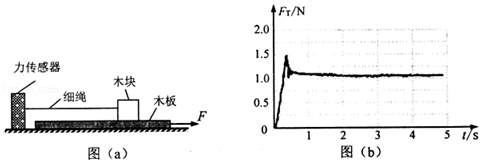 力传感器
细绳
木块
木板
F
图（a）
F_T/N
2.0
1.5
1.0
0.5
0
1 2 3 4 5 t/s
图（b）